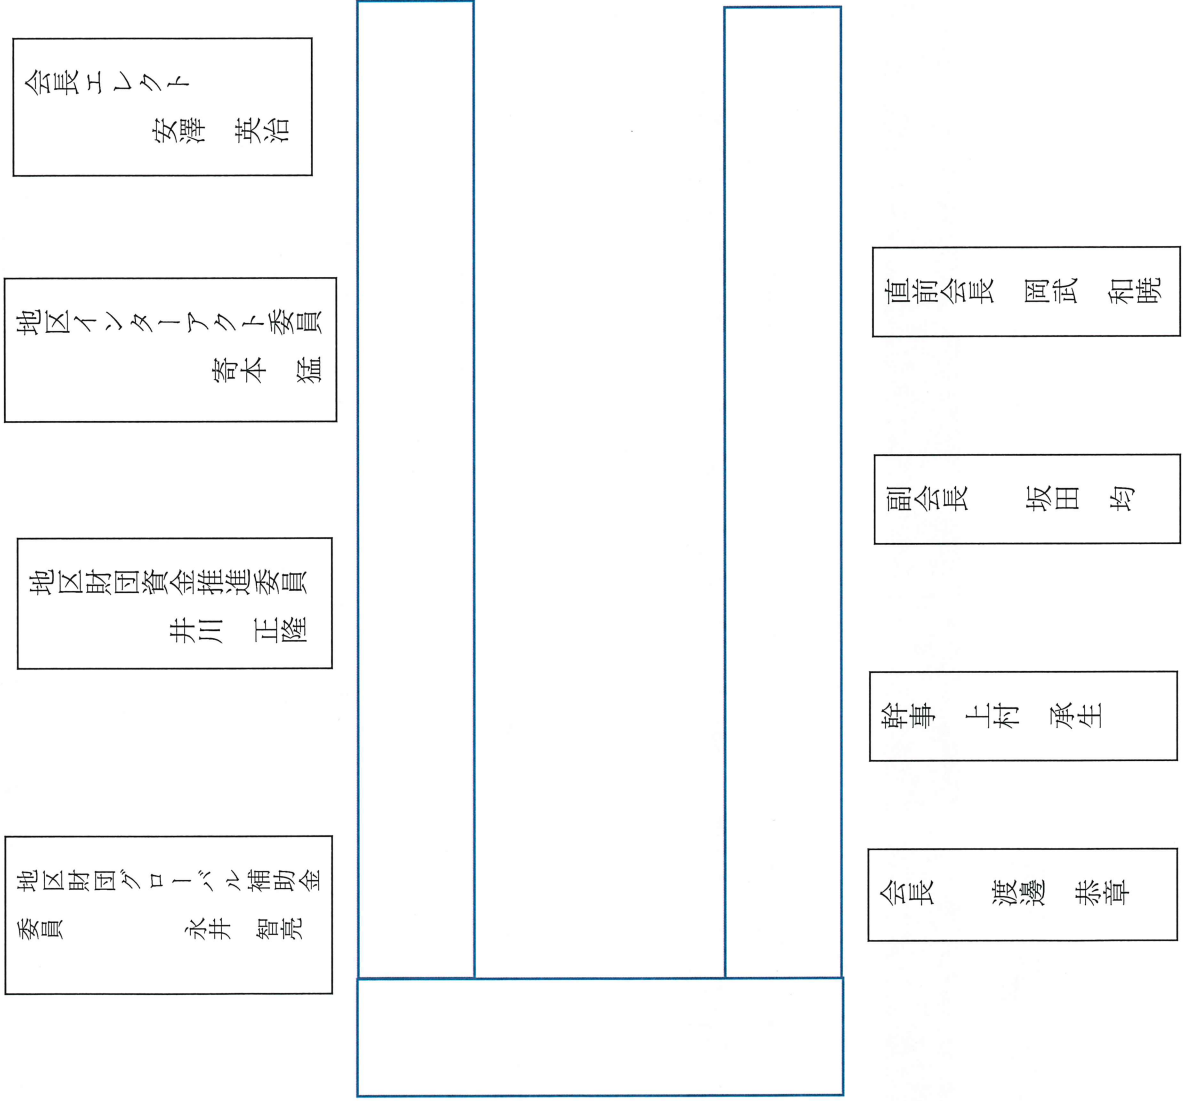 会長エレクト
安澤　英治
地区インターアクト委員
寄本　猛
地区財団資金推進委員
井川　正隆
地区財団グローバル補助金
委員　永井　智亮
直前会長　岡武　和暁
副会長　坂田　均
幹事　上村　承生
会長　渡邊　恭章